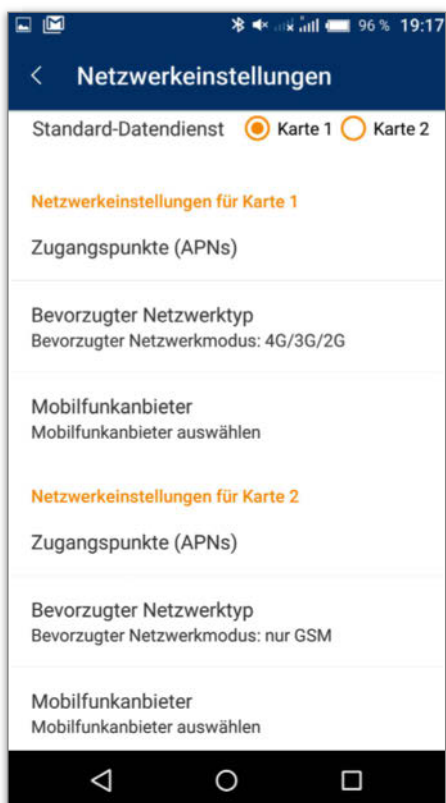 96 % 19:17
Netzwerkeinstellungen
Standard-Datendienst Karte 1 Karte 2
Netzwerkeinstellungen für Karte 1
Zugangspunkte (APNs)
Bevorzugter Netzwerktyp
Bevorzugter Netzwerkmodus: 4G/3G/2G
Mobilfunkanbieter
Mobilfunkanbieter auswählen
Netzwerkeinstellungen für Karte 2
Zugangspunkte (APNs)
Bevorzugter Netzwerktyp
Bevorzugter Netzwerkmodus: nur GSM
Mobilfunkanbieter
Mobilfunkanbieter auswählen